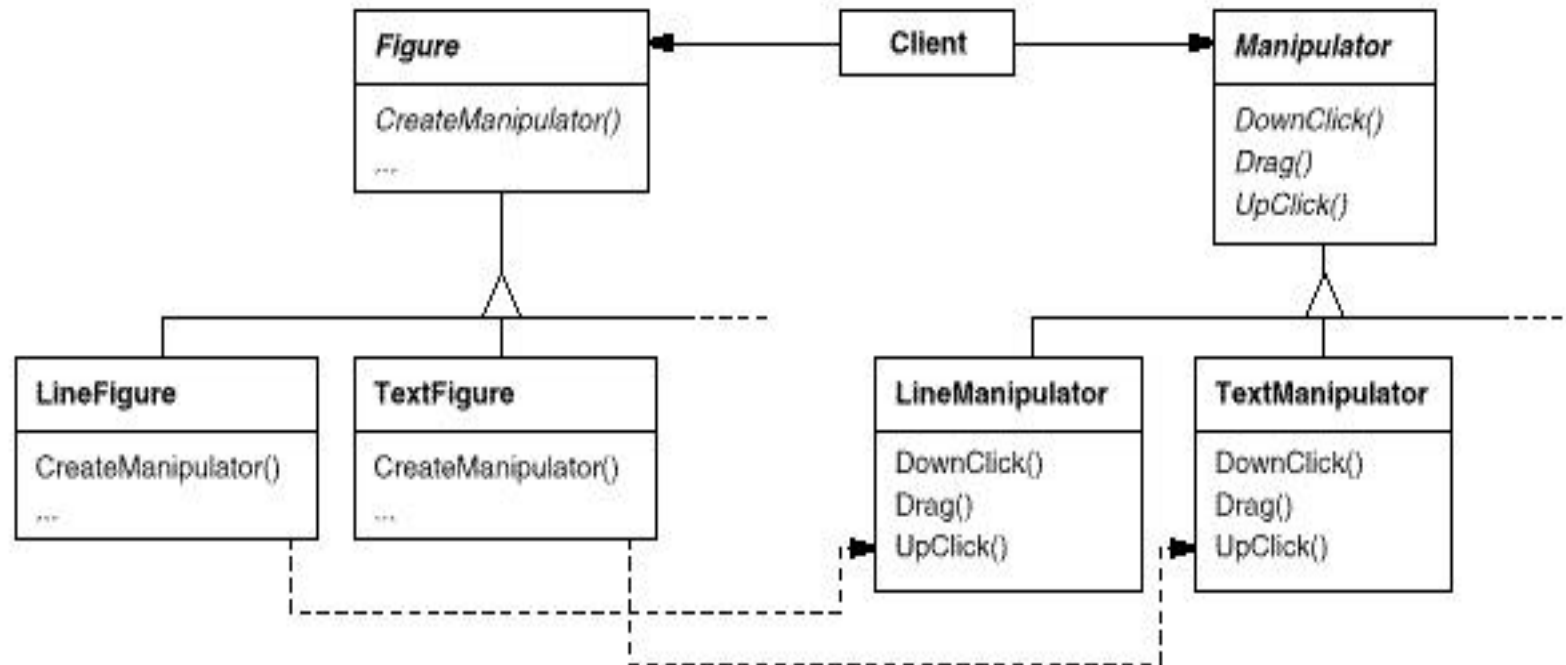 Figure
CreateManipulator()
...
Client
Manipulator
DownClick()
Drag()
UpClick()
LineFigure
CreateManipulator()
...
TextFigure
CreateManipulator()
...
LineManipulator
DownClick()
Drag()
UpClick()
TextManipulator
DownClick()
Drag()
UpClick()